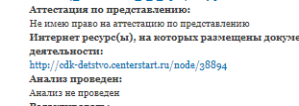 Аттестация по представлению:
Не имею право на аттестацию по представлению
Интернет ресурс(ы), на которых размещены
деятельности:
http://cdk-detstvo.centerstart.ru/node/38894
Анализ проведен:
Анализ не проведен